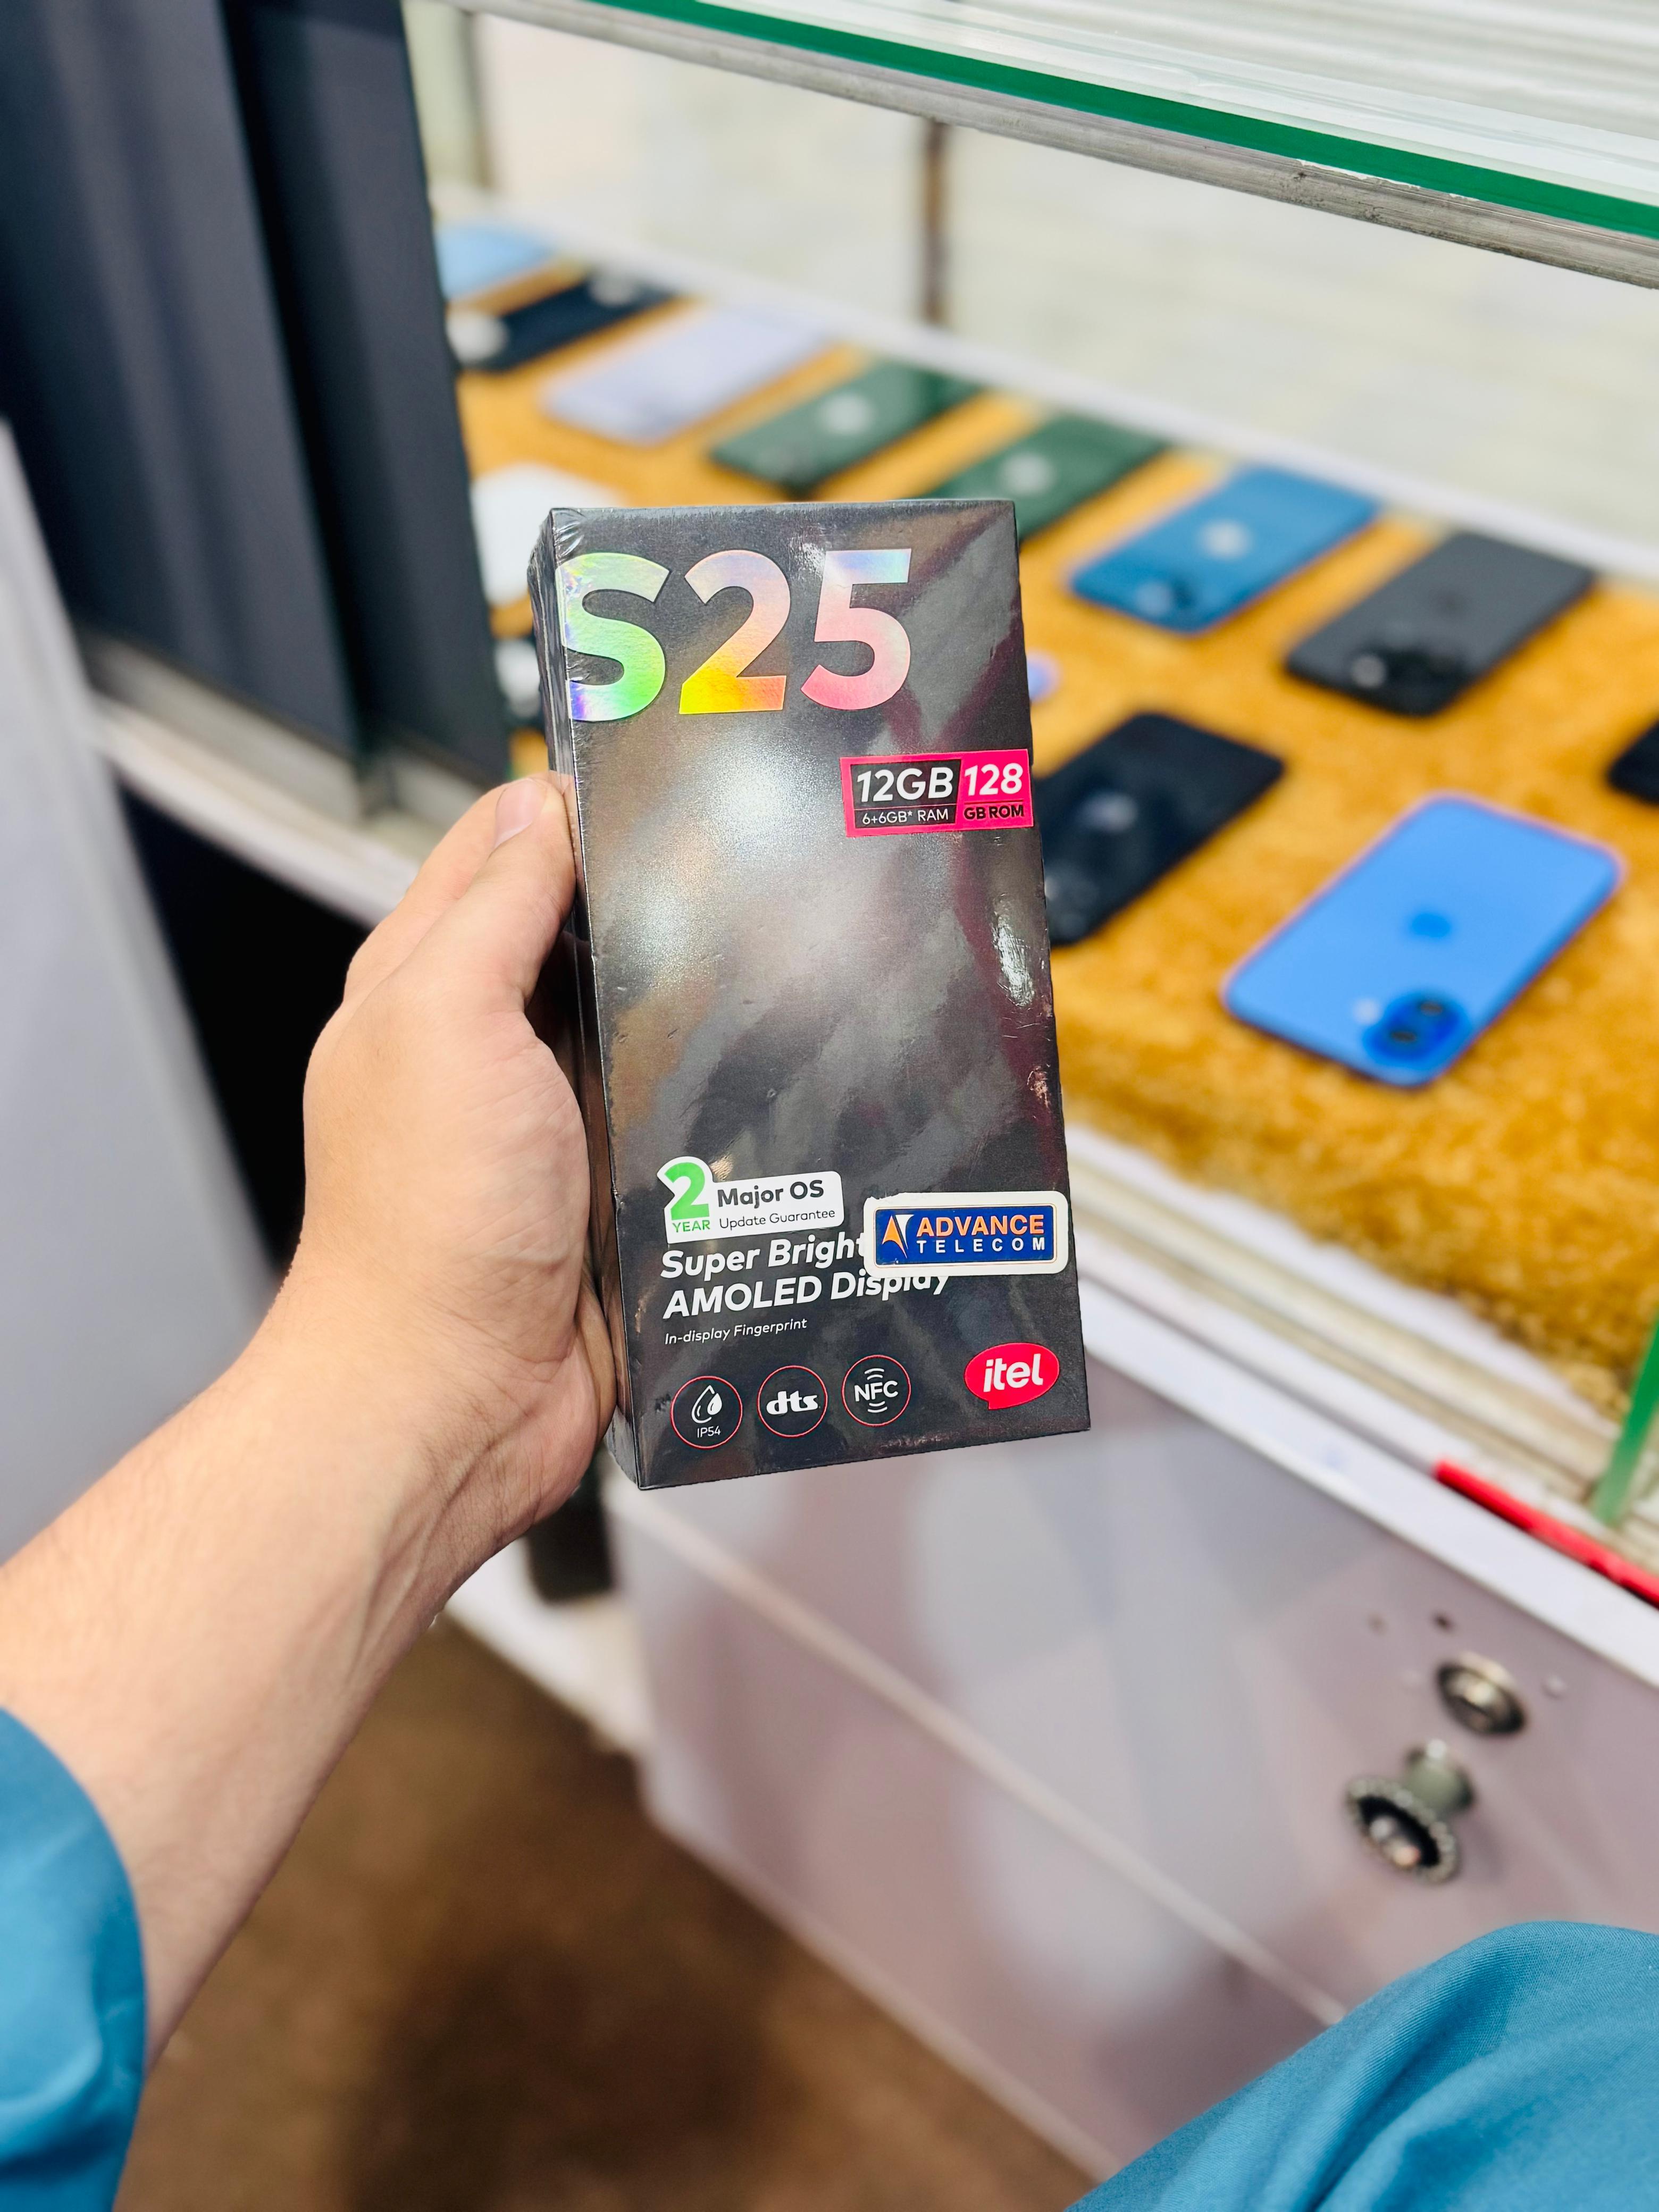 S25
12GB 128
6+6GB* RAM GB ROM
2 Major OS
YEAR Update Guarantee
ADVANCE
TELECOM
Super Bright
AMOLED Display
In-display Fingerprint
IP54
dts
NFC
itel